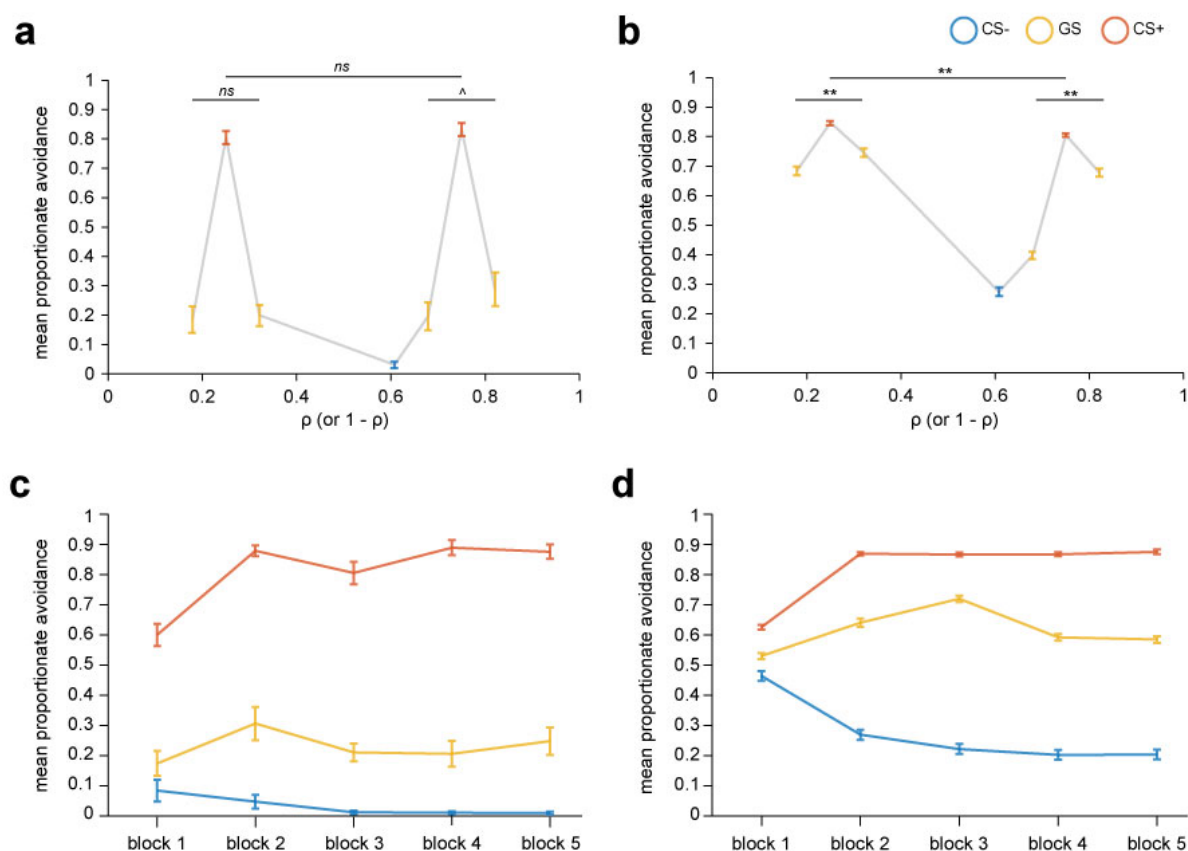 a
b
CS-
GS
CS+
ns
ns
^
1
0.9
0.8
0.7
0.6
0.5
0.4
0.3
0.2
0.1
0
mean proportionate avoidance
0
0.2
0.4
0.6
0.8
1
ρ (or 1 - ρ)
**
**
**
1
0.9
0.8
0.7
0.6
0.5
0.4
0.3
0.2
0.1
0
mean proportionate avoidance
0
0.2
0.4
0.6
0.8
1
ρ (or 1 - ρ)
c
1
0.9
0.8
0.7
0.6
0.5
0.4
0.3
0.2
0.1
0
mean proportionate avoidance
block 1
block 2
block 3
block 4
block 5
d
1
0.9
0.8
0.7
0.6
0.5
0.4
0.3
0.2
0.1
0
mean proportionate avoidance
block 1
block 2
block 3
block 4
block 5